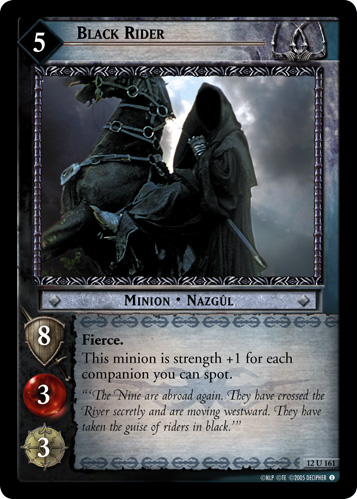 5
Black Rider
Minion • Nazgûl
8
Fierce.
This minion is strength +1 for each
companion you can spot.
3
"'The Nine are abroad again. They have crossed the
River secretly and are moving westward. They have
taken the guise of riders in black.'"
3
12 U 161
©NLP ©TE ©2005 DECIPHER